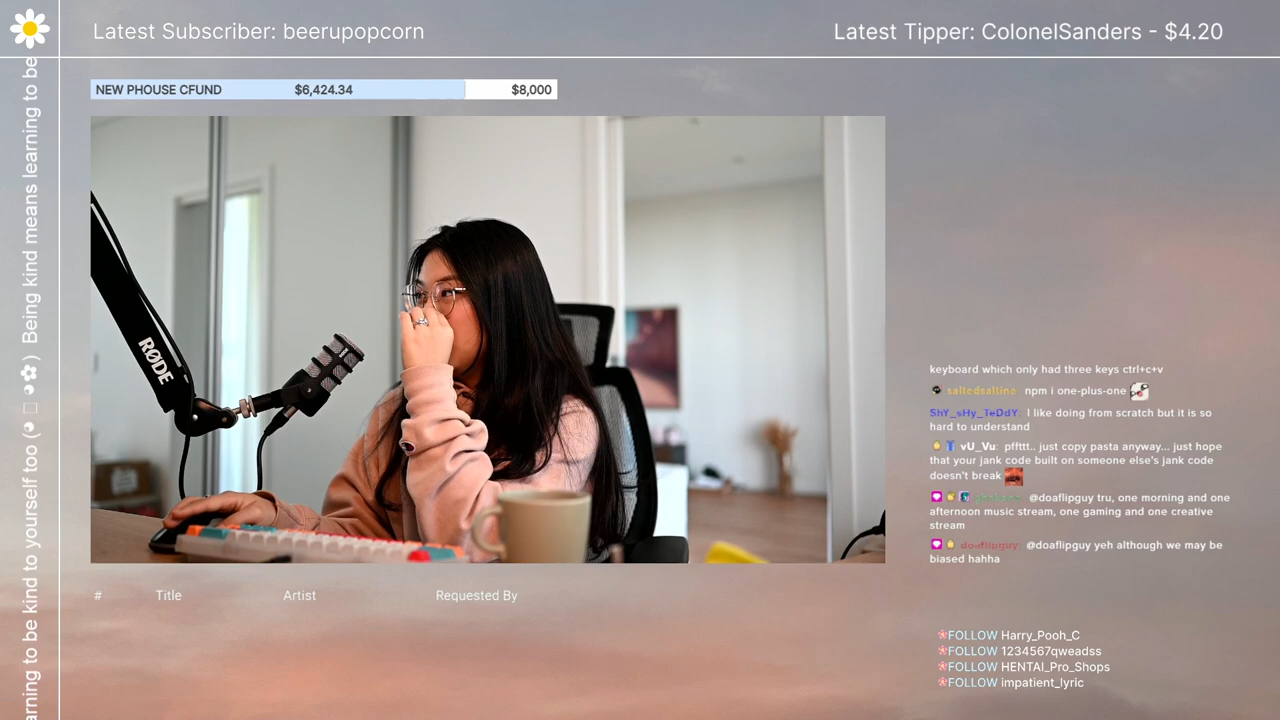 Latest Subscriber: beerupopcorn
Latest Tipper: ColonelSanders - $4.20
NEW PHOUSE CFUND $6,424.34 $8,000
Being kind means learning to be
arning to be kind to yourself too
RØDE
keyboard which only had three keys ctrl+c+v
saltedsaltine: npm i one-plus-one
ShY_sHy_TeDdY: I like doing from scratch but it is so
hard to understand
vU_Vu: pffttt.. just copy pasta anyway... just hope
that your jank code built on someone else's jank code
doesn't break
@doaflipguy tru, one morning and one
afternoon music stream, one gaming and one creative
stream
doaflipguy: @doaflipguy yeh although we may be
biased hahha
# Title Artist Requested By
FOLLOW Harry_Pooh_C
FOLLOW 1234567qweadss
FOLLOW HENTAI_Pro_Shops
FOLLOW impatient_lyric